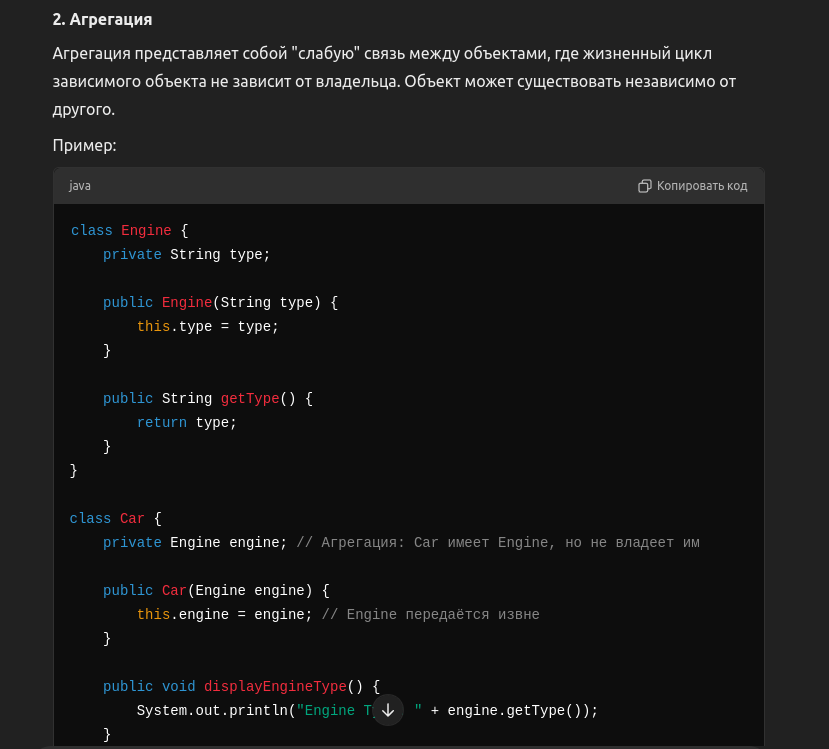 2. Агрегация
Агрегация представляет собой "слабую" связь между объектами, где жизненный цикл
зависимого объекта не зависит от владельца. Объект может существовать независимо от
другого.
Пример:
java
Копировать код
class Engine {
    private String type;
    public Engine(String type) {
        this.type = type;
    }
    public String getType() {
        return type;
    }
}
class Car {
    private Engine engine; // Агрегация: Car имеет Engine, но не владеет им
    public Car(Engine engine) {
        this.engine = engine; // Engine передаётся извне
    }
    public void displayEngineType() {
        System.out.println("Engine " + engine.getType());
    }